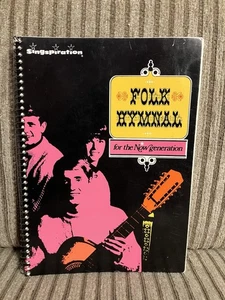 Singspiration
FOLK
HYMNAL
for the Now generation